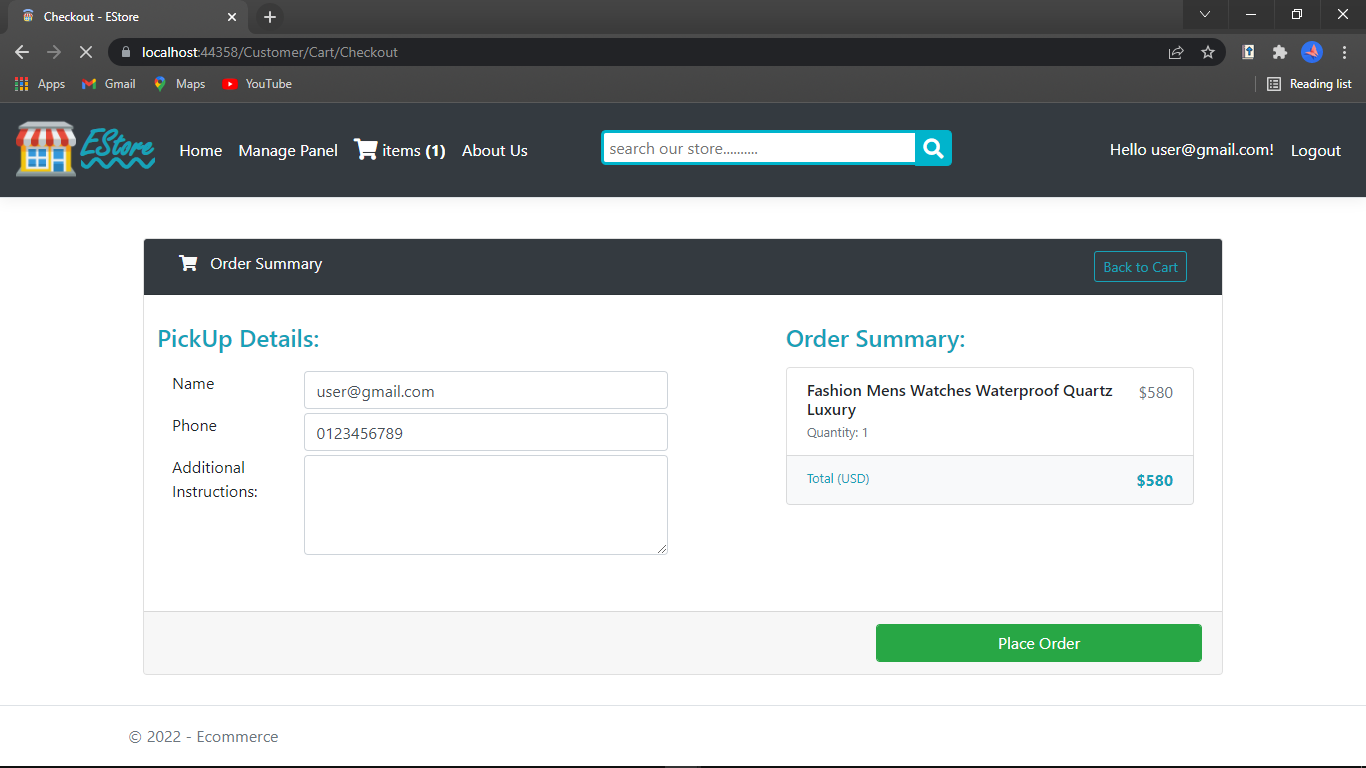 Checkout - EStore
localhost:44358/Customer/Cart/Checkout
Apps Gmail Maps YouTube Reading list
EStore Home Manage Panel items (1) About Us search our store.......... Hello user@gmail.com! Logout
Order Summary Back to Cart
PickUp Details:
Name user@gmail.com
Phone 0123456789
Additional
Instructions:
Order Summary:
Fashion Mens Watches Waterproof Quartz $580
Luxury
Quantity: 1
Total (USD) $580
Place Order
© 2022 - Ecommerce